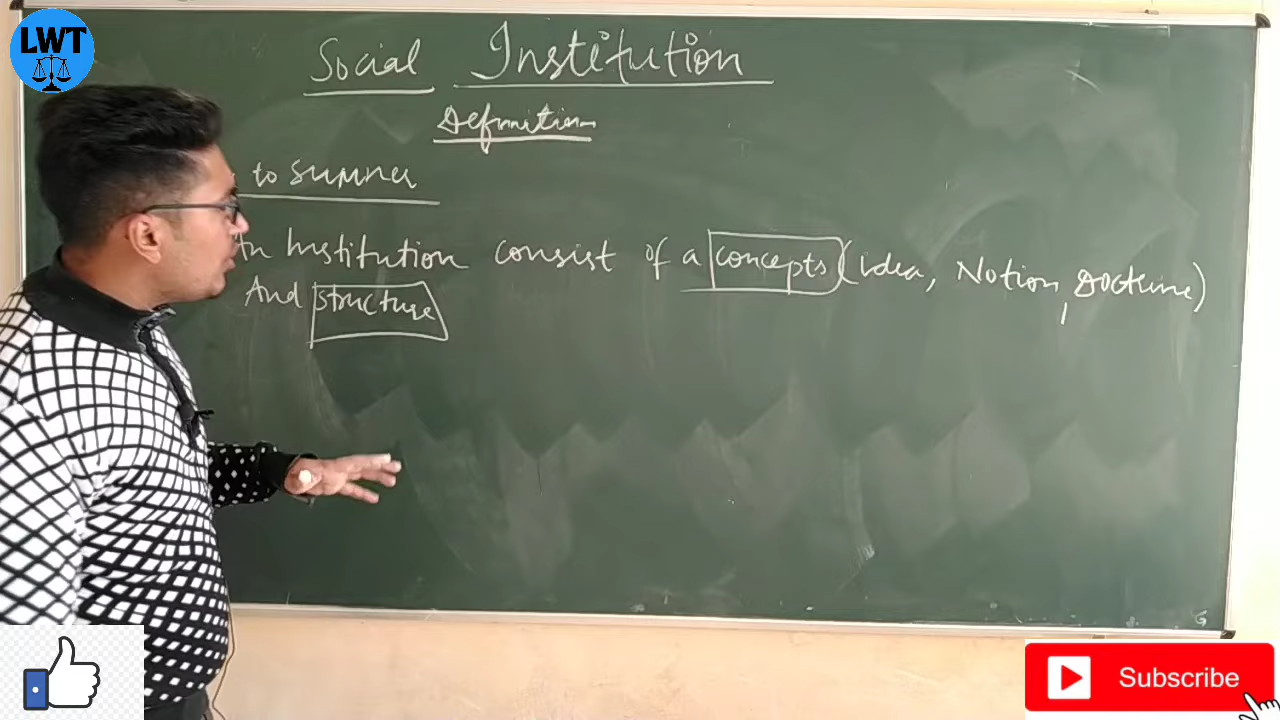 LWT
Social Institution
Definition
to Sumner
An Institution consist of a concepts (Idea, Notion, Doctrine)
And structure
Subscribe